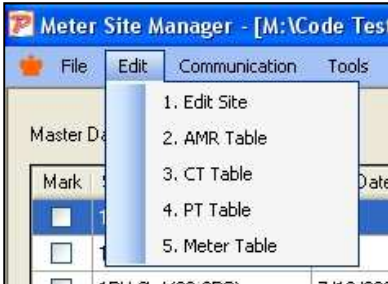 Meter Site Manager - [M:\Code Tes
File Edit Communication Tools
1. Edit Site
Master Da
2. AMR Table
Mark
3. CT Table
Date
4. PT Table
5. Meter Table